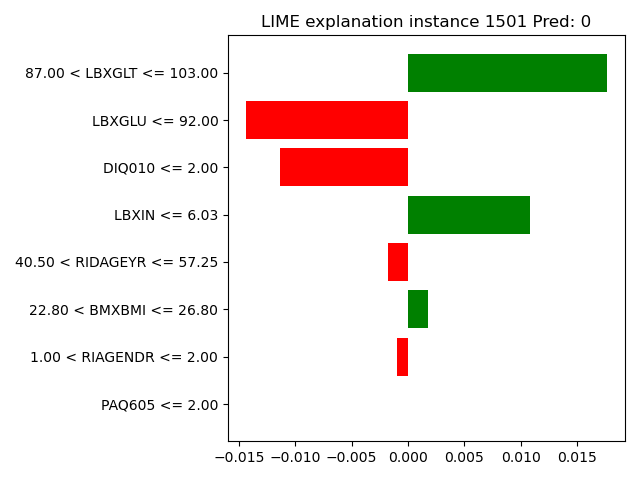 LIME explanation instance 1501 Pred: 0
87.00 < LBXGLT <= 103.00
LBXGLU <= 92.00
DIQ010 <= 2.00
LBXIN <= 6.03
40.50 < RIDAGEYR <= 57.25
22.80 < BMXBMI <= 26.80
1.00 < RIAGENDR <= 2.00
PAQ605 <= 2.00
−0.015 −0.010 −0.005 0.000 0.005 0.010 0.015